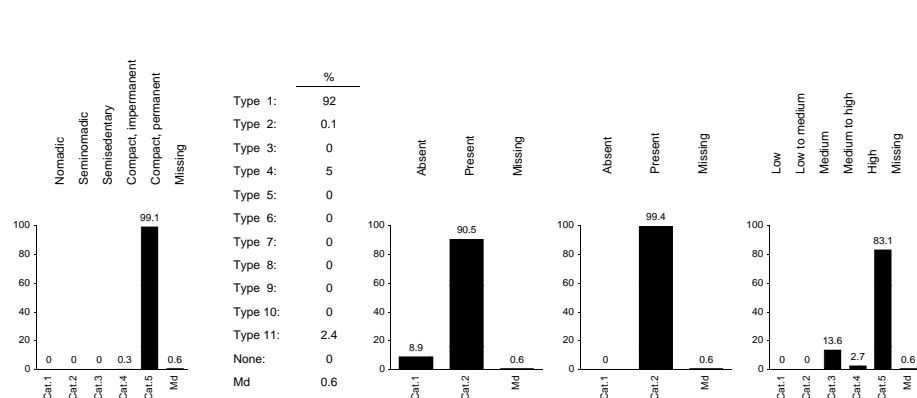 Nomadic
Seminomadic
Semisedentary
Compact, impermanent
Compact, permanent
Missing
100
80
60
40
20
0
0
0
0
0.3
99.1
0.6
Cat.1
Cat.2
Cat.3
Cat.4
Cat.5
Md
%
Type 1: 92
Type 2: 0.1
Type 3: 0
Type 4: 5
Type 5: 0
Type 6: 0
Type 7: 0
Type 8: 0
Type 9: 0
Type 10: 0
Type 11: 2.4
None: 0
Md 0.6
Absent
Present
Missing
100
80
60
40
20
0
8.9
90.5
0.6
Cat.1
Cat.2
Md
Absent
Present
Missing
100
80
60
40
20
0
0
99.4
0.6
Cat.1
Cat.2
Md
Low
Low to medium
Medium
Medium to high
High
Missing
100
80
60
40
20
0
0
0
13.6
2.7
83.1
0.6
Cat.1
Cat.2
Cat.3
Cat.4
Cat.5
Md